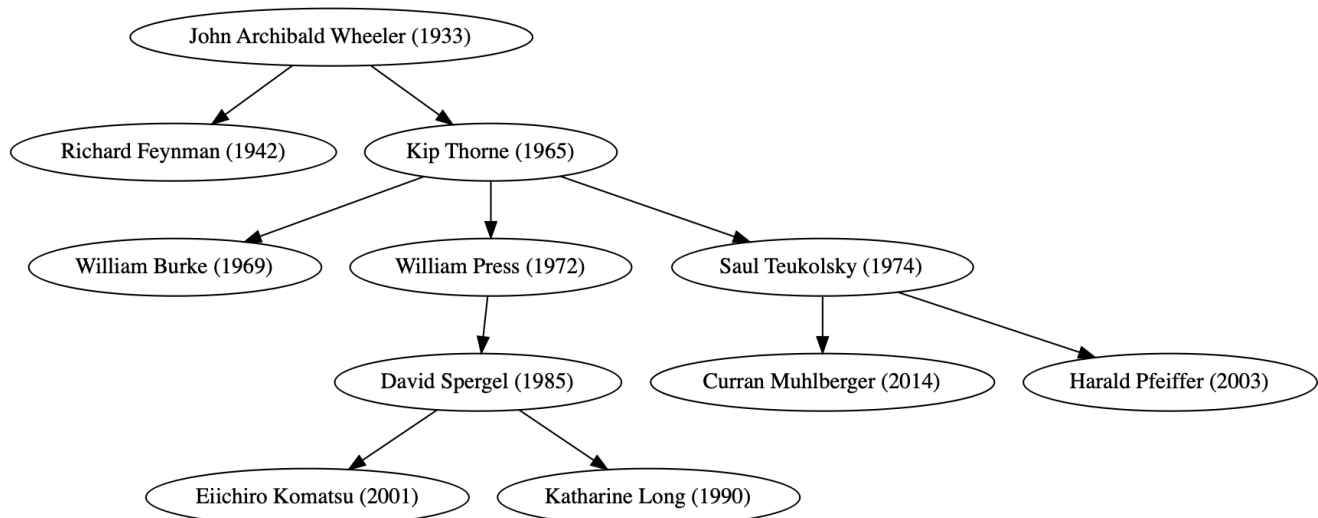 John Archibald Wheeler (1933)
Richard Feynman (1942)
Kip Thorne (1965)
William Burke (1969)
William Press (1972)
Saul Teukolsky (1974)
David Spergel (1985)
Curran Muhlberger (2014)
Harald Pfeiffer (2003)
Eiichiro Komatsu (2001)
Katharine Long (1990)